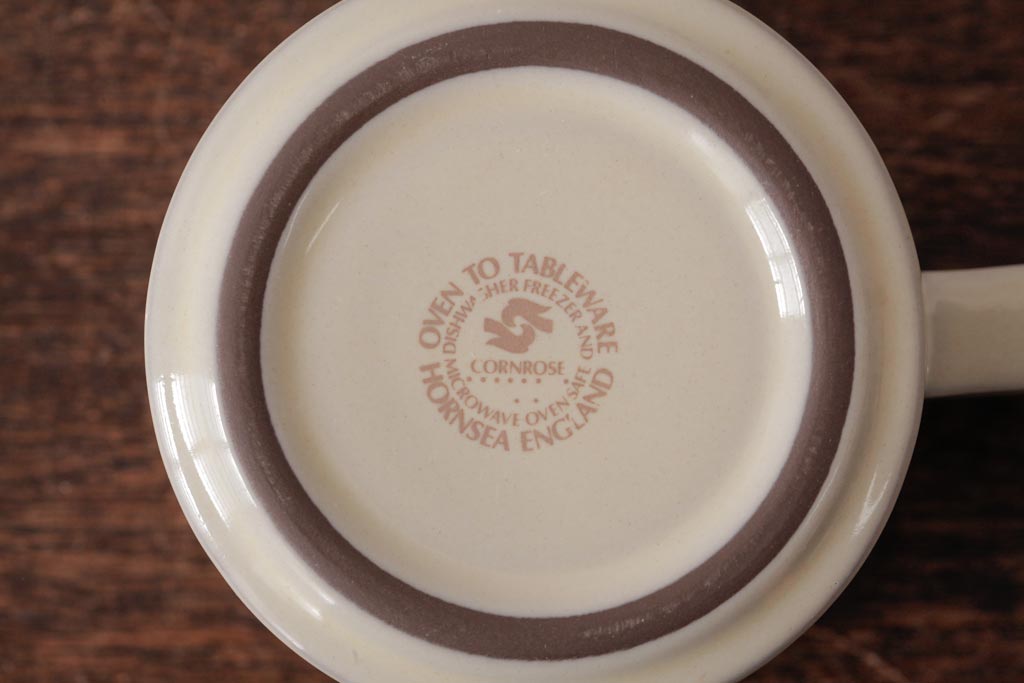 OVEN TO TABLEWARE
DISHWASHER FREEZER AND
CORNROSE
MICROWAVE OVEN SAFE
HORNSEA ENGLAND